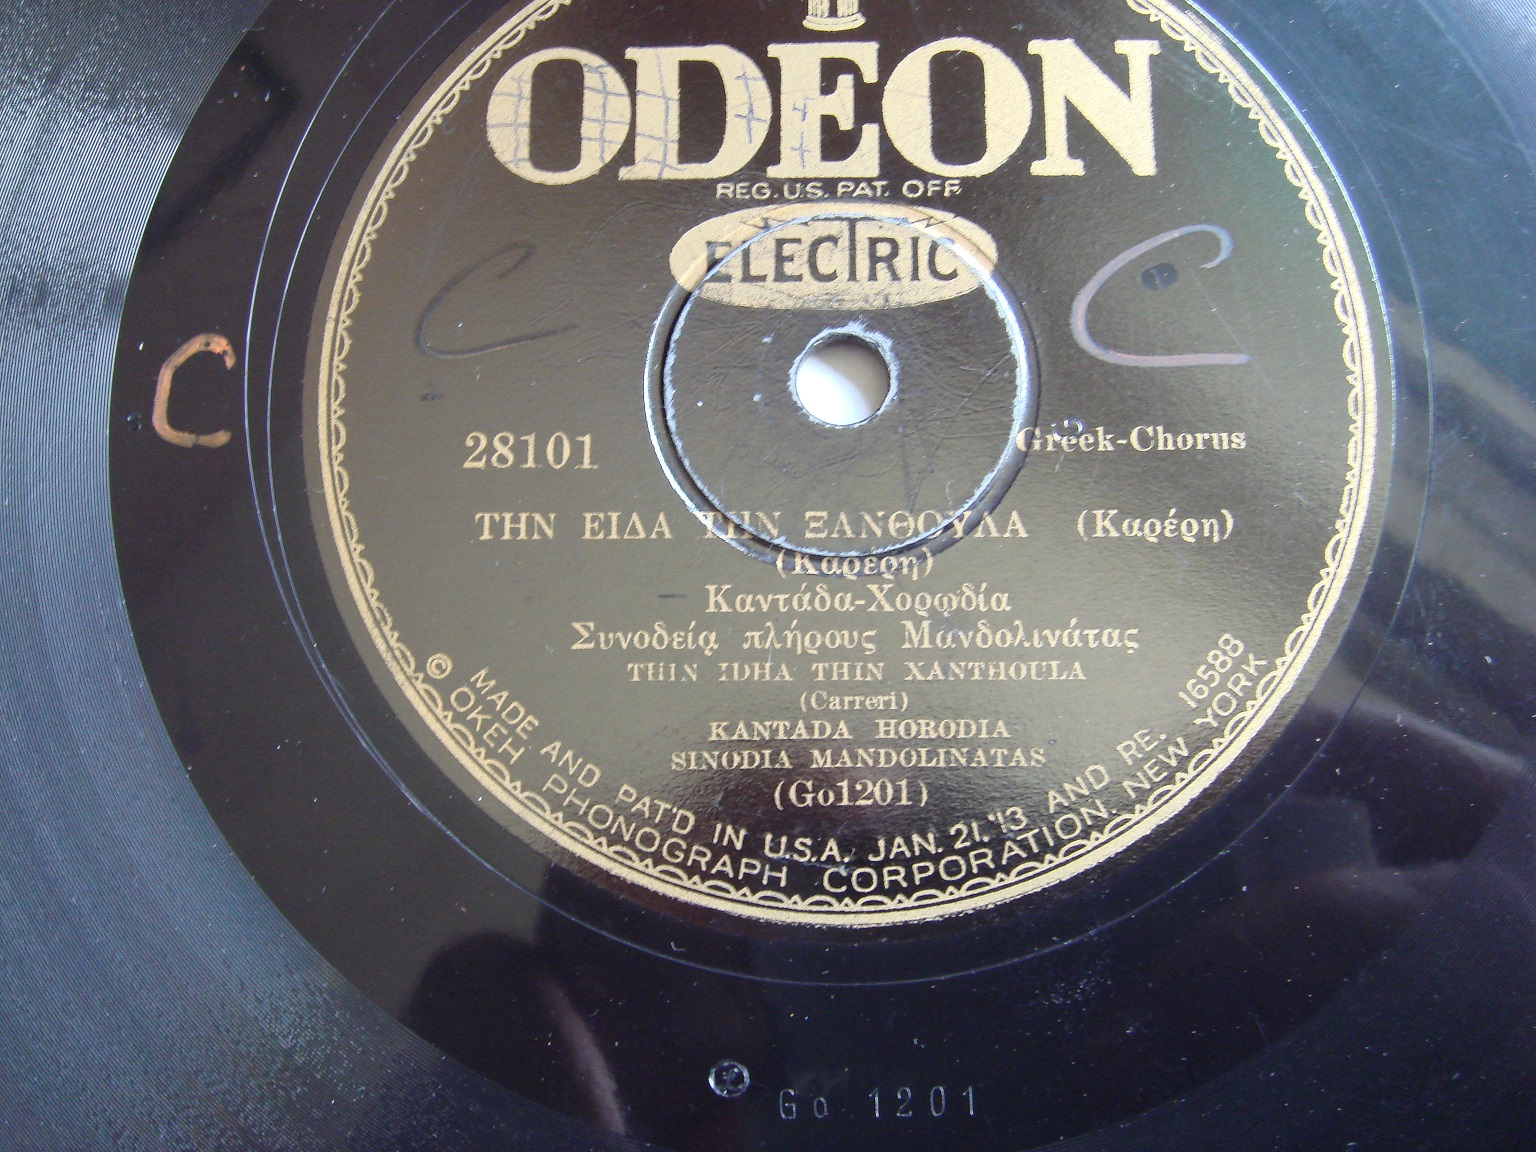 ODEON
REG. U.S. PAT. OFF.
ELECTRIC
C C
C
28101 Greek-Chorus
ΤΗΝ ΕΙΔΑ ΤΗΝ ΞΑΝΘΟΥΛΑ (Καρέρη)
(Καρέρη)
Καντάδα-Χορῳδία
Συνοδείᾳ πλήρους Μανδολινάτας
THIN IDHA THIN XANTHOULA
(Carreri)
KANTADA HORODIA
SINODIA MANDOLINATAS
(Go1201)
MADE AND PAT'D IN U.S.A. JAN. 21, '13 AND RE. 16588
© OKEH PHONOGRAPH CORPORATION. NEW YORK
Go 1201